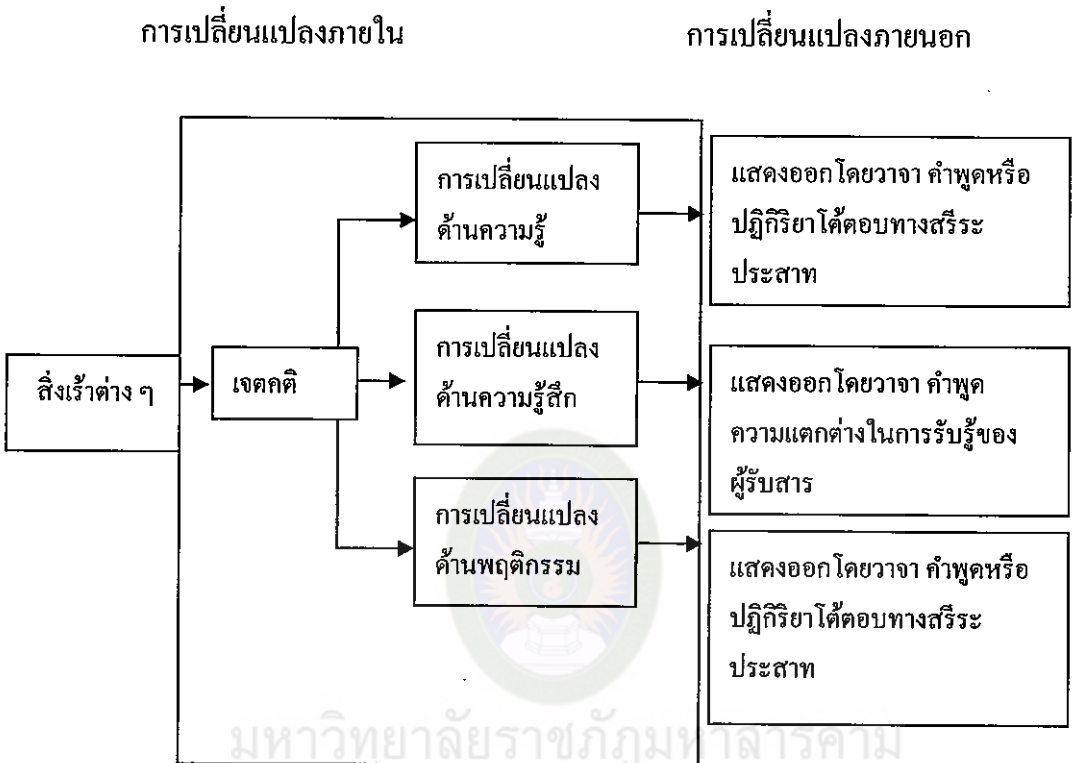 การเปลี่ยนแปลงภายใน
การเปลี่ยนแปลงภายนอก
สิ่งเร้าต่าง ๆ
เจตคติ
การเปลี่ยนแปลง
ด้านความรู้
การเปลี่ยนแปลง
ด้านความรู้สึก
การเปลี่ยนแปลง
ด้านพฤติกรรม
แสดงออกโดยวาจา คำพูดหรือ
ปฏิกิริยาโต้ตอบทางสรีระ
ประสาท
แสดงออกโดยวาจา คำพูด
ความแตกต่างในการรับรู้ของ
ผู้รับสาร
แสดงออกโดยวาจา คำพูดหรือ
ปฏิกิริยาโต้ตอบทางสรีระ
ประสาท
มหาวิทยาลัยราชภัฏมหาสารคาม